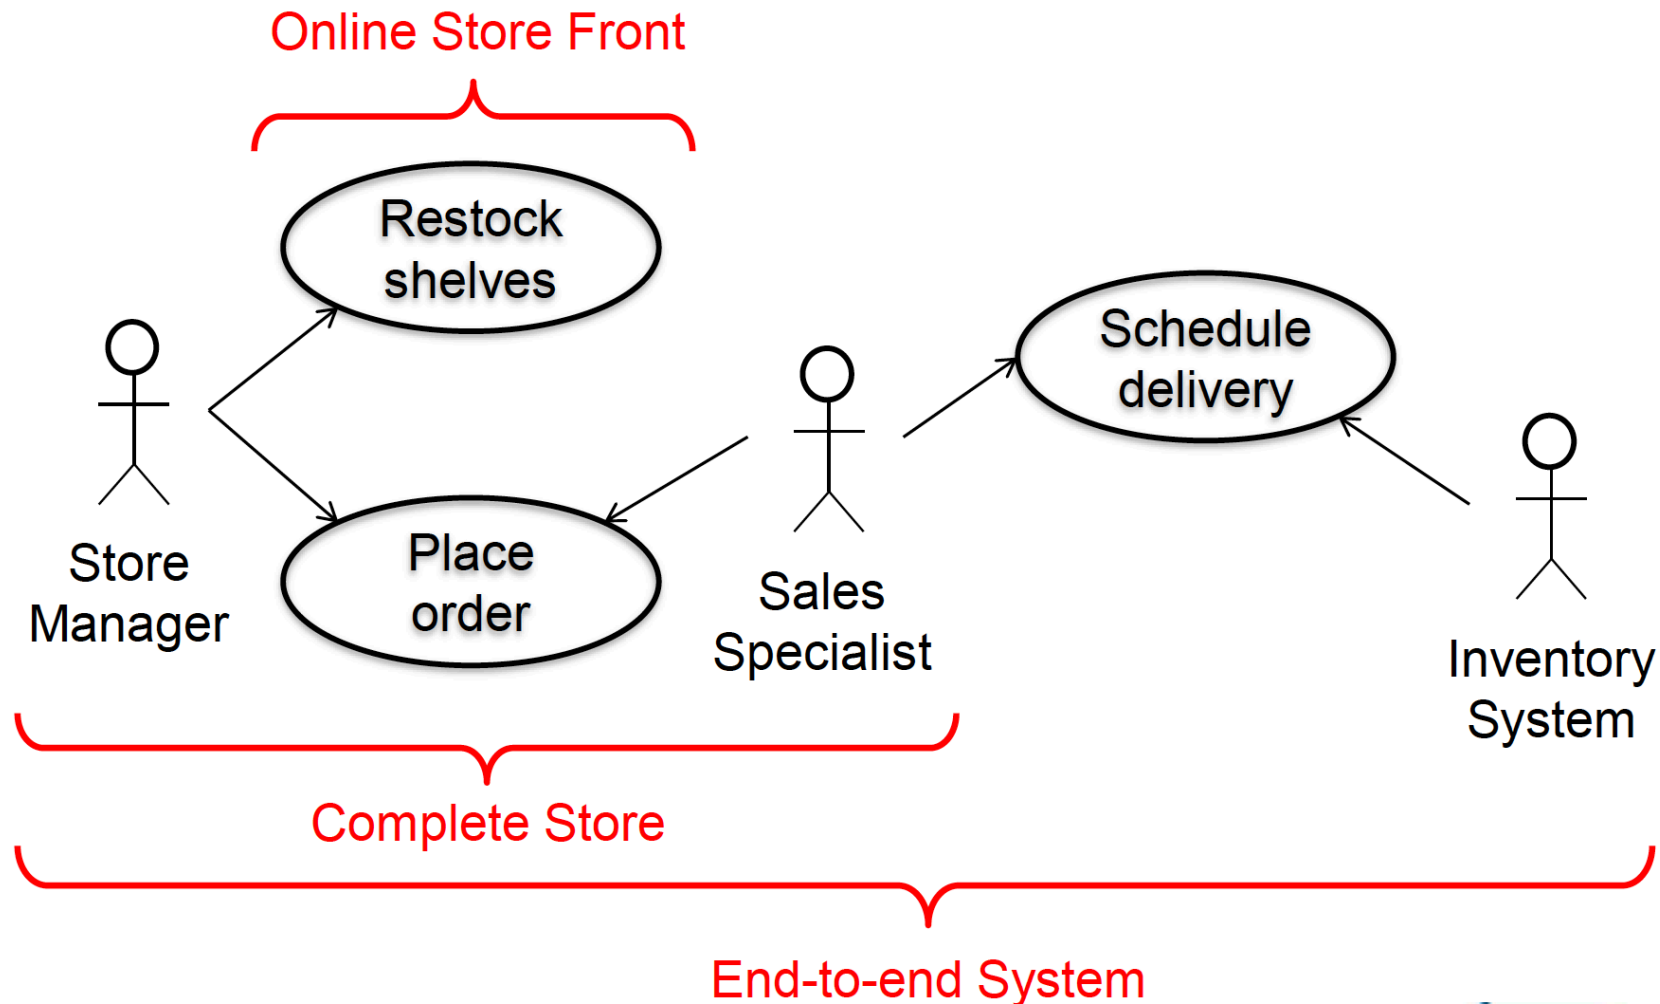 Online Store Front
Restock
shelves
Schedule
delivery
Store
Manager
Place
order
Sales
Specialist
Inventory
System
Complete Store
End-to-end System